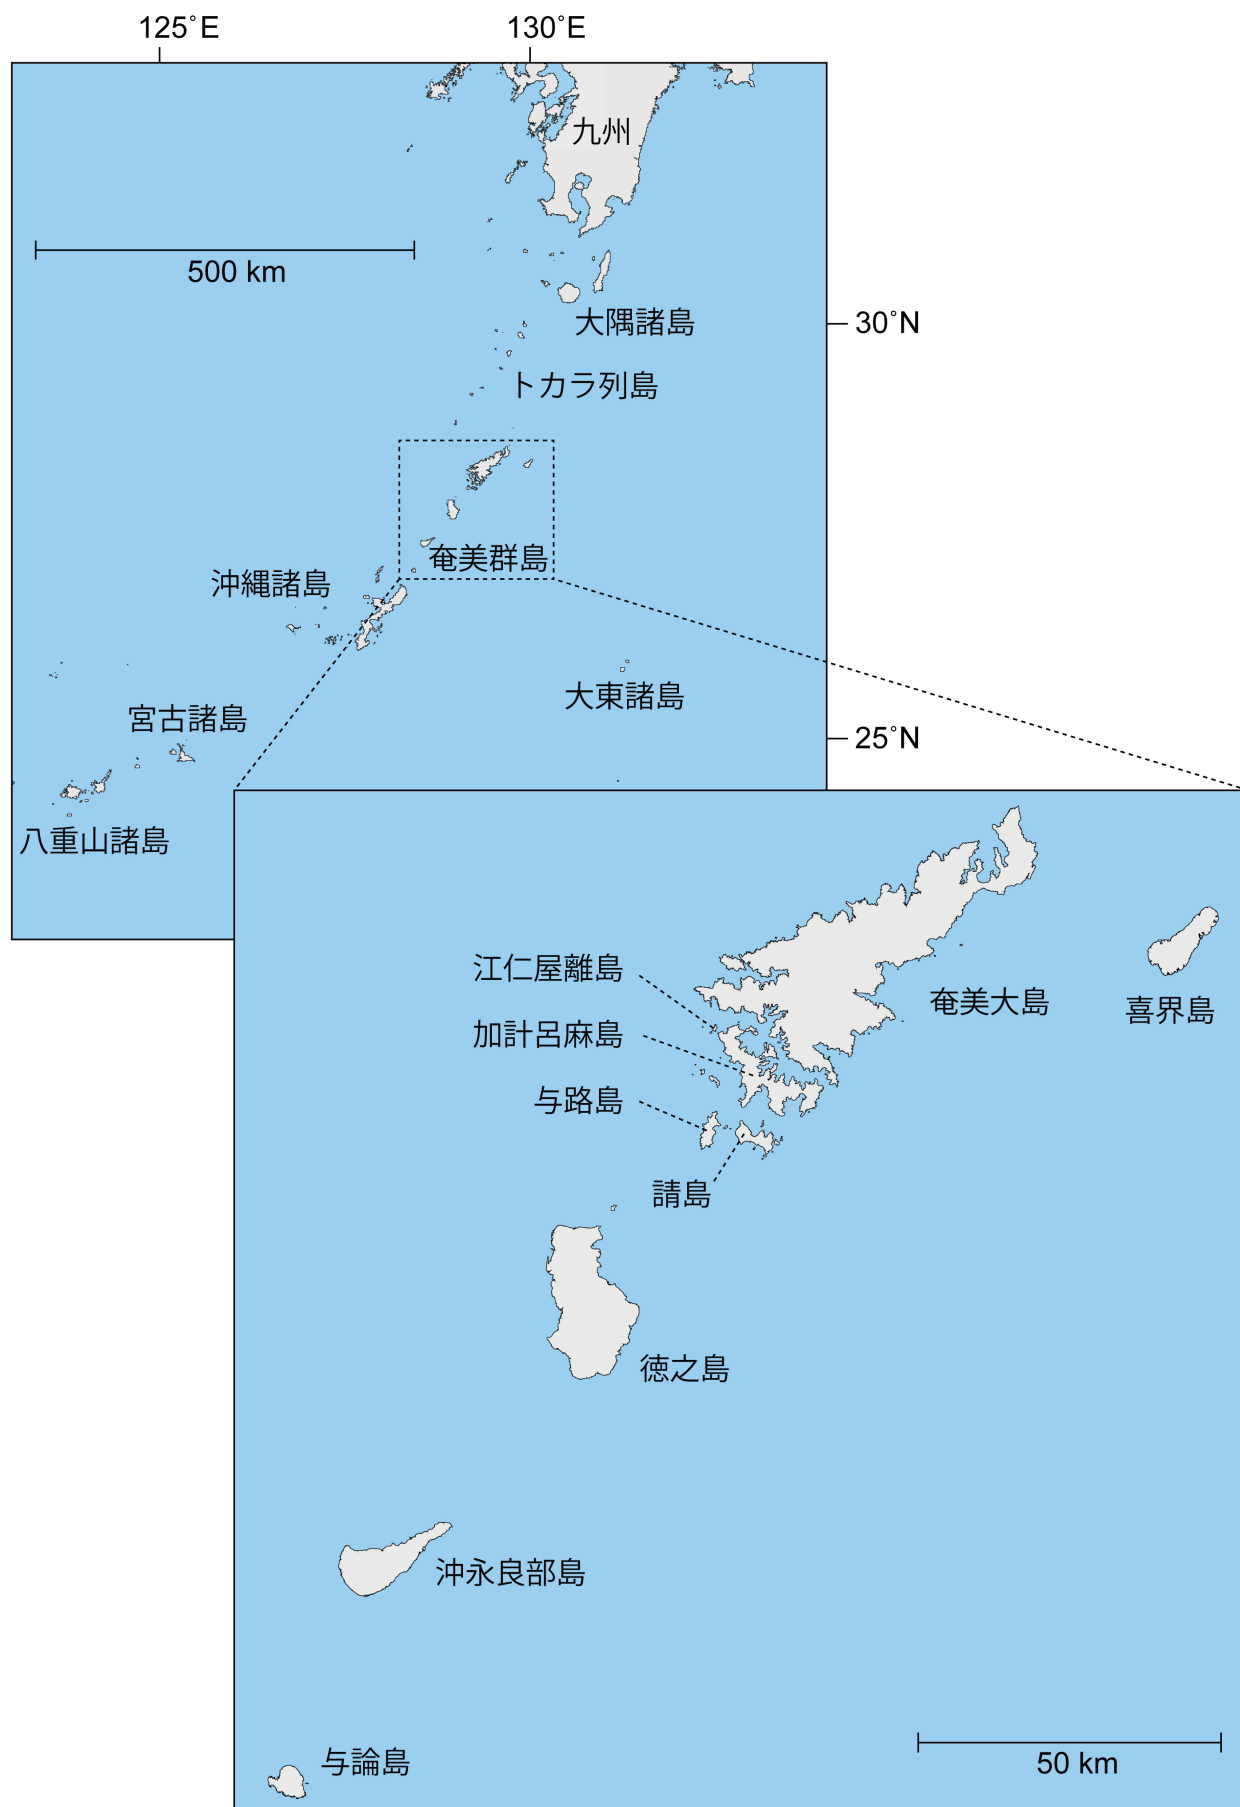 125˚E
130˚E
九州
500 km
大隅諸島
30˚N
トカラ列島
奄美群島
沖縄諸島
大東諸島
宮古諸島
25˚N
八重山諸島
江仁屋離島
奄美大島
喜界島
加計呂麻島
与路島
請島
徳之島
沖永良部島
与論島
50 km